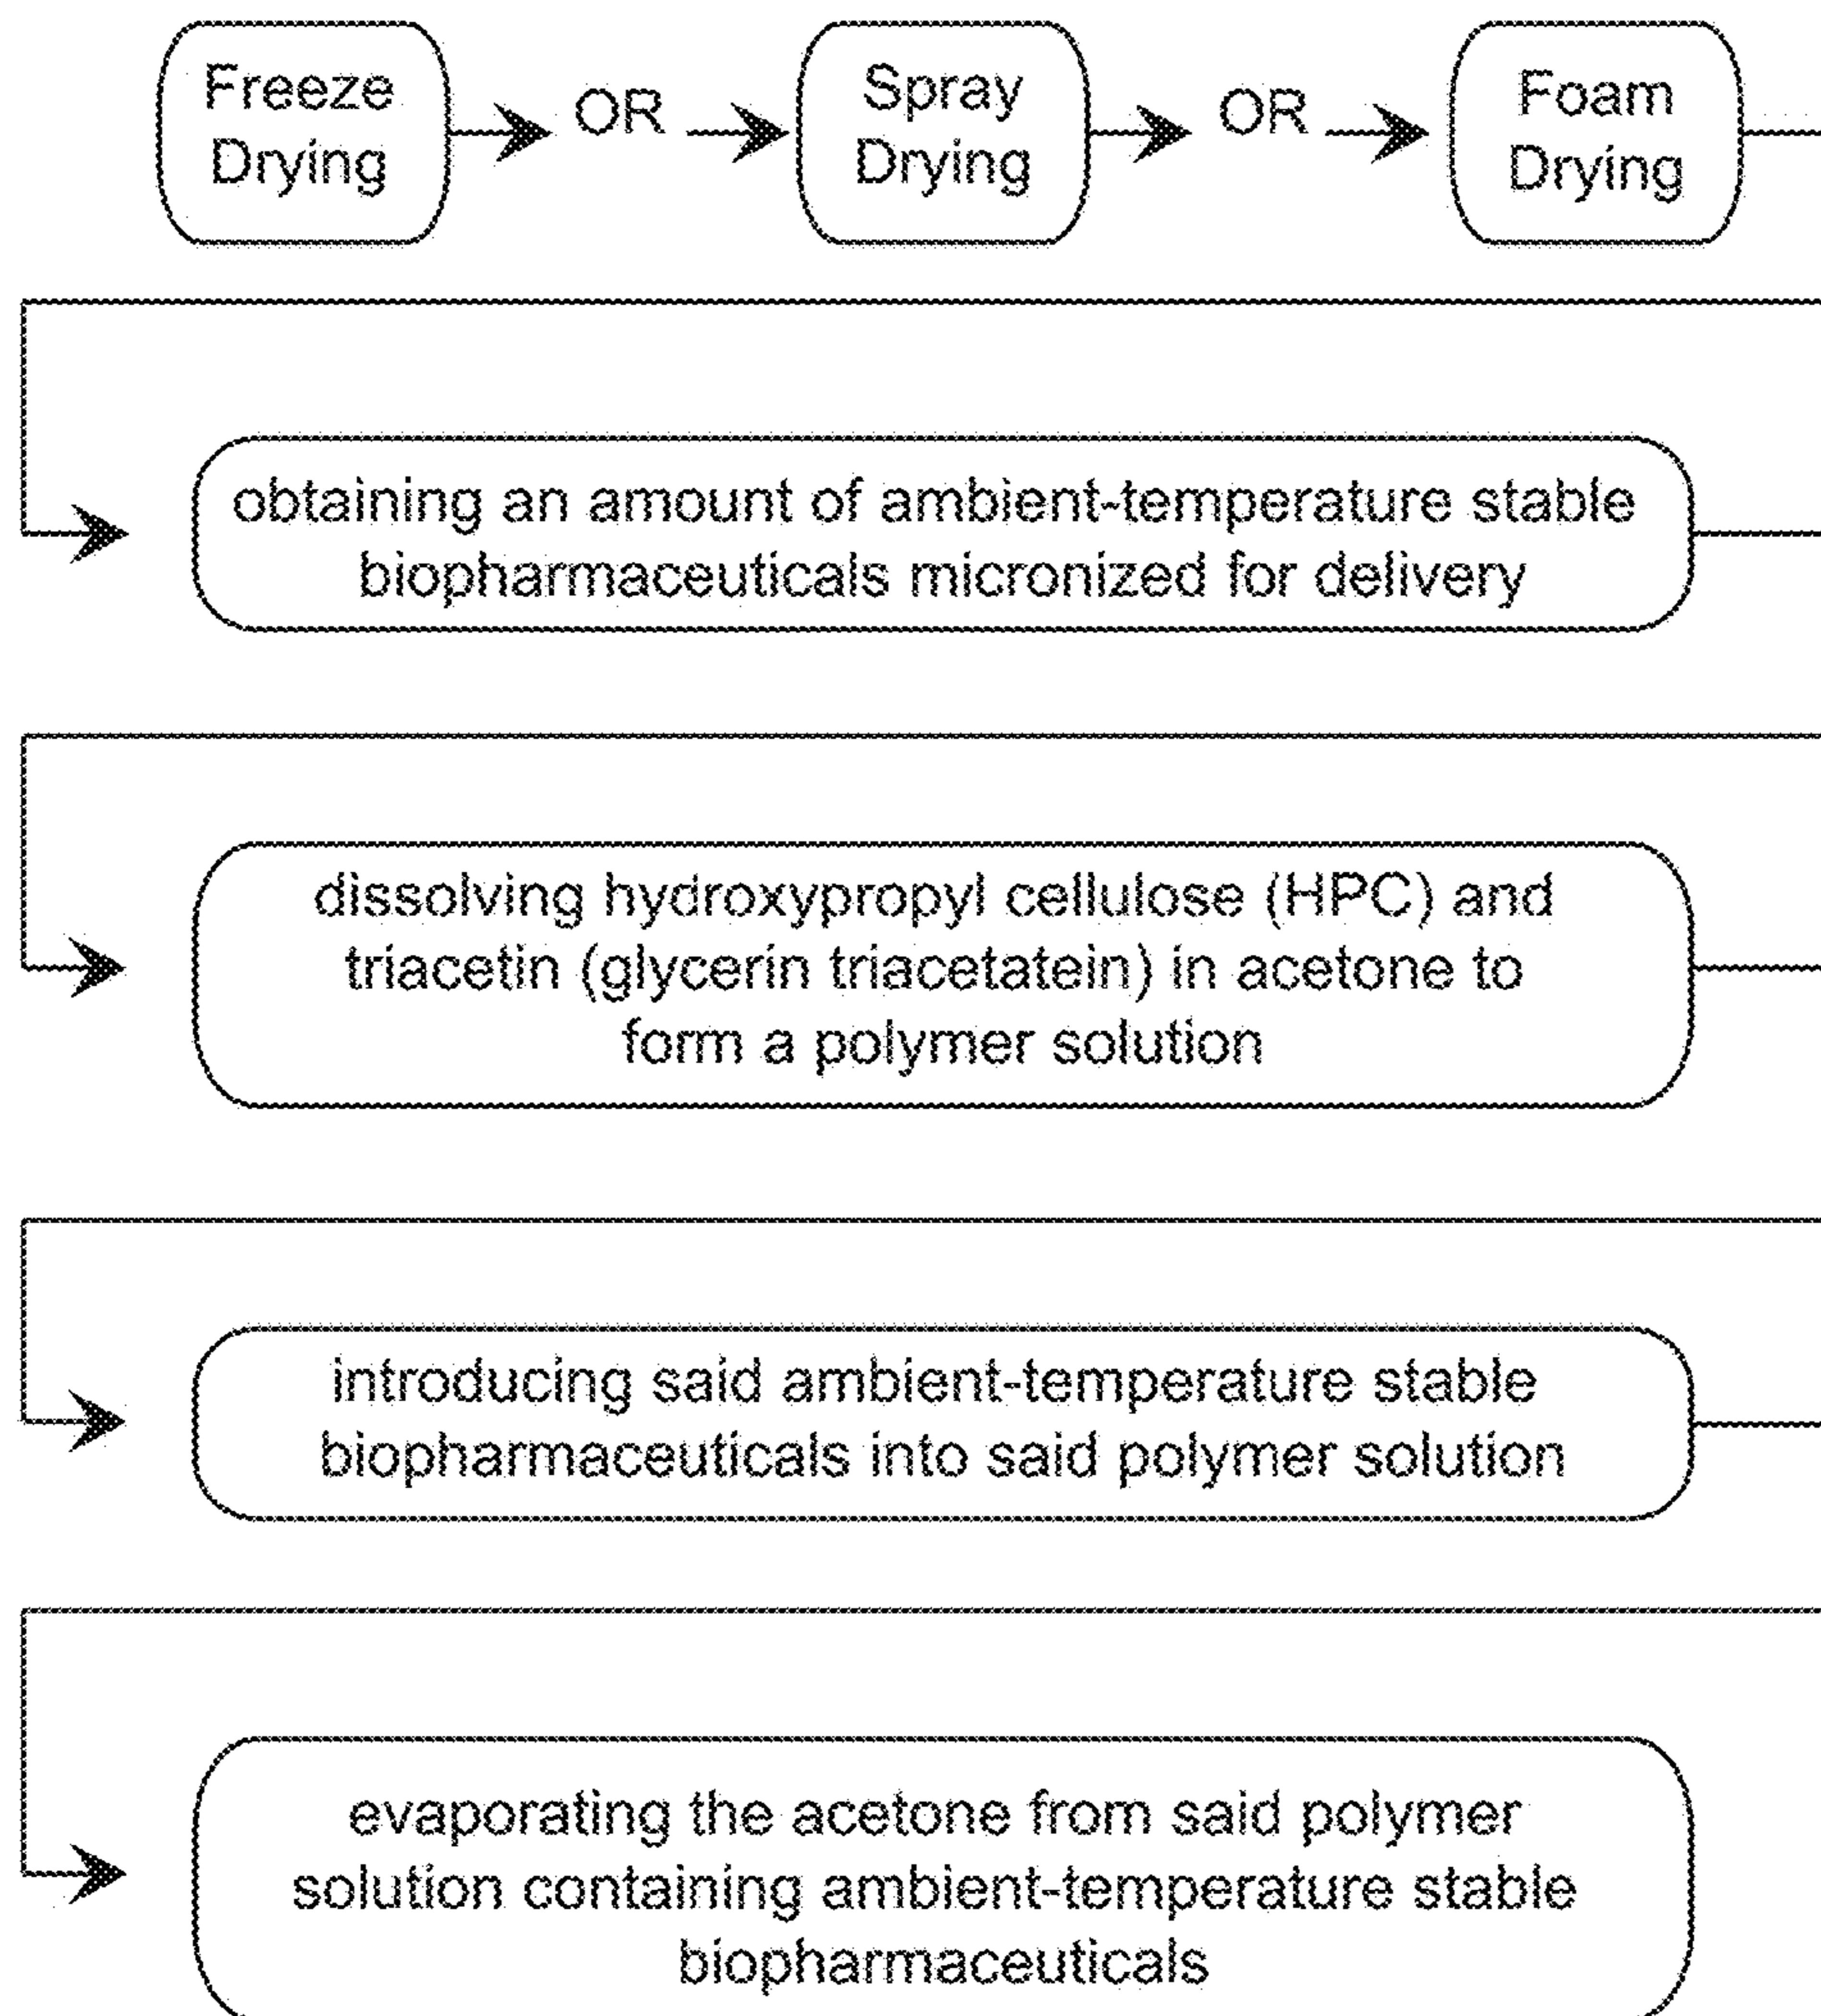 Freeze
Drying
OR
Spray
Drying
OR
Foam
Drying
obtaining an amount of ambient-temperature stable
biopharmaceuticals micronized for delivery
dissolving hydroxypropyl cellulose (HPC) and
triacetin (glycerin triacetatein) in acetone to
form a polymer solution
introducing said ambient-temperature stable
biopharmaceuticals into said polymer solution
evaporating the acetone from said polymer
solution containing ambient-temperature stable
biopharmaceuticals